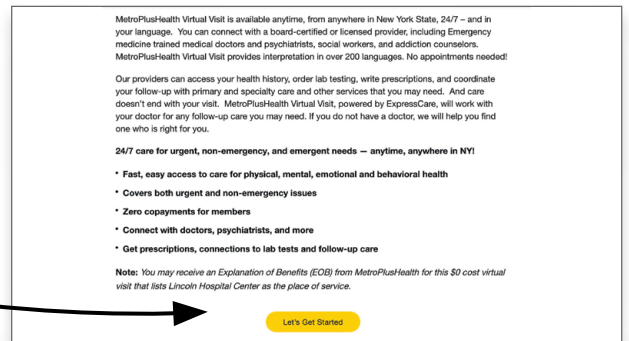 MetroPlusHealth Virtual Visit is available anytime, from anywhere in New York State, 24/7 – and in
your language. You can connect with a board-certified or licensed provider, including Emergency
medicine trained medical doctors and psychiatrists, social workers, and addiction counselors.
MetroPlusHealth Virtual Visit provides interpretation in over 200 languages. No appointments needed!
Our providers can access your health history, order lab testing, write prescriptions, and coordinate
your follow-up with primary and specialty care and other services that you may need. And care
doesn't end with your visit. MetroPlusHealth Virtual Visit, powered by ExpressCare, will work with
your doctor for any follow-up care you may need. If you do not have a doctor, we will help you find
one who is right for you.
24/7 care for urgent, non-emergency, and emergent needs — anytime, anywhere in NY!
• Fast, easy access to care for physical, mental, emotional and behavioral health
• Covers both urgent and non-emergency issues
• Zero copayments for members
• Connect with doctors, psychiatrists, and more
• Get prescriptions, connections to lab tests and follow-up care
Note: You may receive an Explanation of Benefits (EOB) from MetroPlusHealth for this $0 cost virtual
visit that lists Lincoln Hospital Center as the place of service.
Let's Get Started